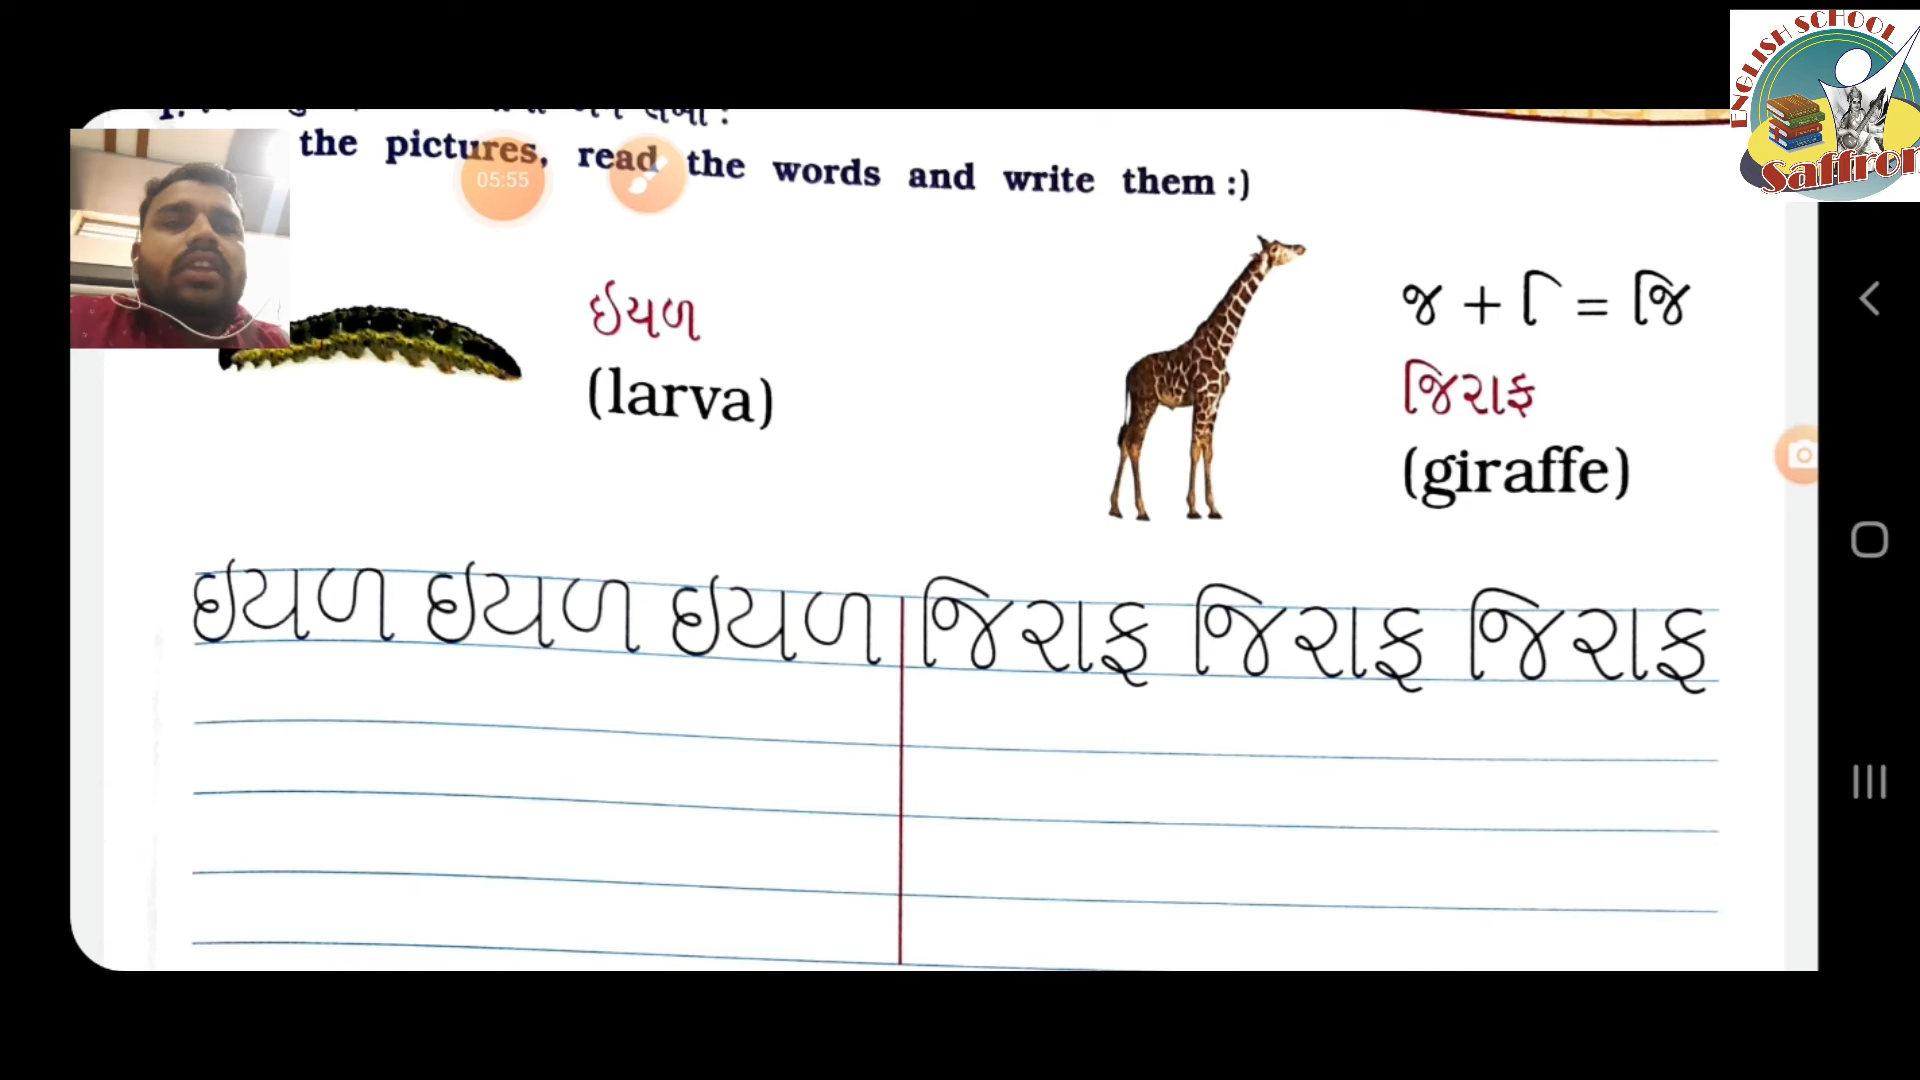 the pictures, read the words and write them :)
05:55
ઇયળ
(larva)
જ + િ = જિ
જિરાફ
(giraffe)
ઇયળ ઇયળ ઇયળ જિરાફ જિરાફ જિરાફ
ENGLISH SCHOOL
Saffron